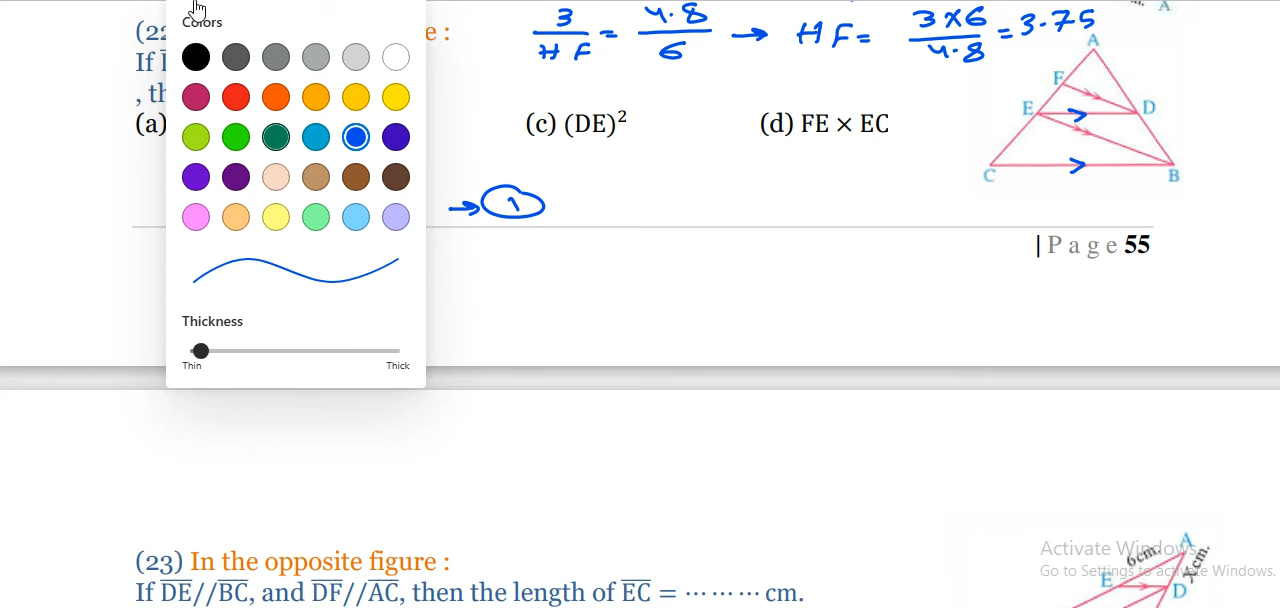 Colors
(22 e :
If
, th
(a) (c) (DE)² (d) FE × EC
3/HF = 4.8/6 → HF = 3×6/4.8 = 3.75
A
A
F
E D
C B
→ 1
| P a g e 55
Thickness
Thin Thick
(23) In the opposite figure :
If DE//BC, and DF//AC, then the length of EC = ⋯ ⋯ ⋯ cm.
A
6cm. X cm.
E
D
Activate Windows
Go to Settings to activate Windows.